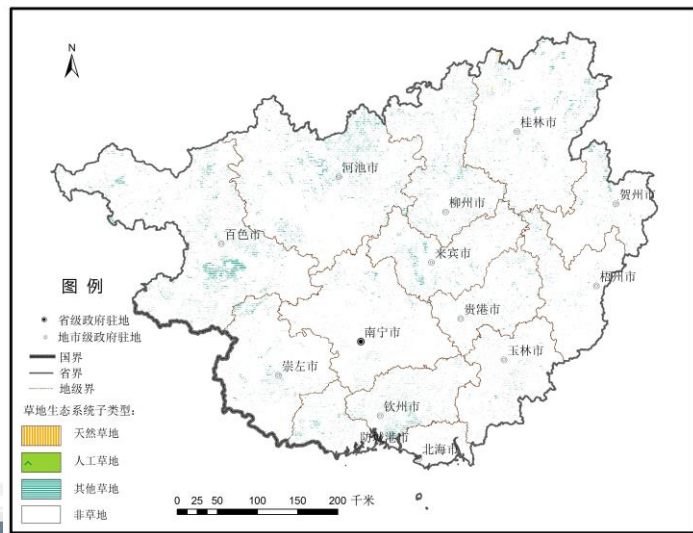 N
桂林市
河池市
贺州市
柳州市
百色市
来宾市
梧州市
图 例
贵港市
省级政府驻地
地市级政府驻地
南宁市
国界
玉林市
省界
崇左市
地级界
草地生态系统子类型：
钦州市
天然草地
防城港市
人工草地
北海市
其他草地
非草地
0 25 50 100 150 200 千米